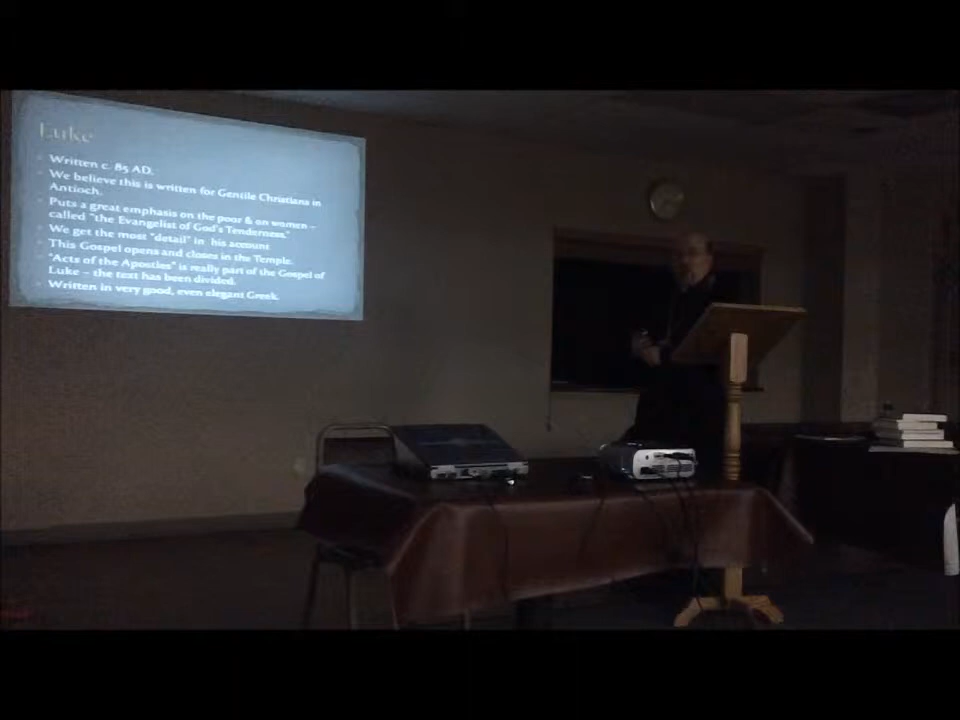 Luke
Written c. 85 AD.
We believe this is written for Gentile Christians in
Antioch.
Puts a great emphasis on the poor & on women –
called "the Evangelist of God's Tenderness."
We get the most "detail" in his account
This Gospel opens and closes in the Temple.
"Acts of the Apostles" is really part of the Gospel of
Luke – the text has been divided.
Written in very good, even elegant Greek.